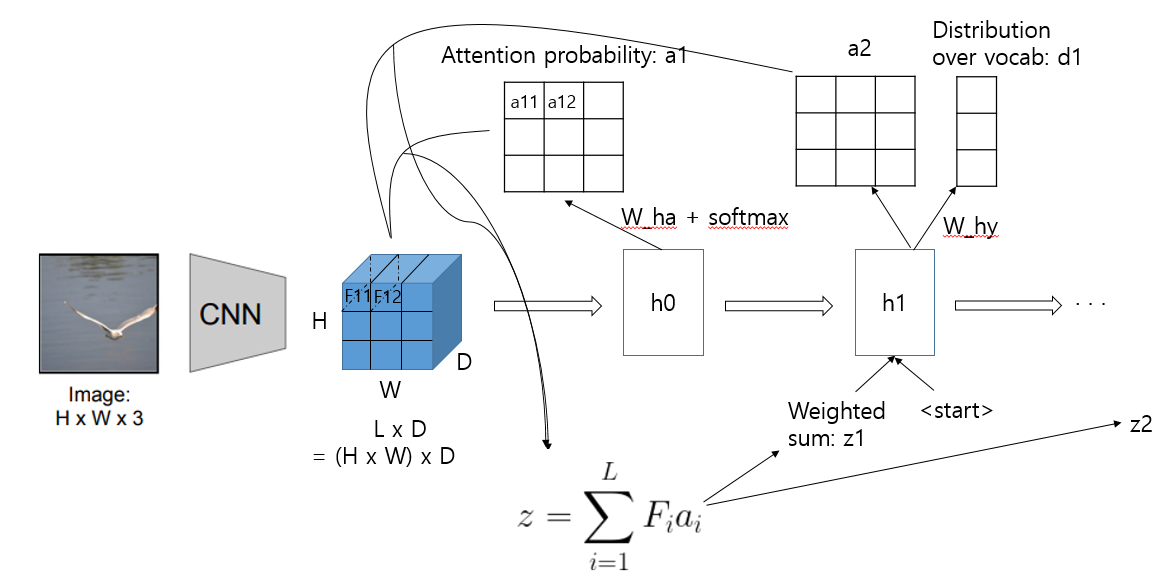 Attention probability: a1
a2
Distribution
over vocab: d1
a11 a12
W_ha + softmax
W_hy
CNN
F11 F12
H
D
W
h0
h1
. . .
Image:
H x W x 3
L x D
= (H x W) x D
Weighted
sum: z1
<start>
z2
z = \sum_{i=1}^{L} F_i a_i